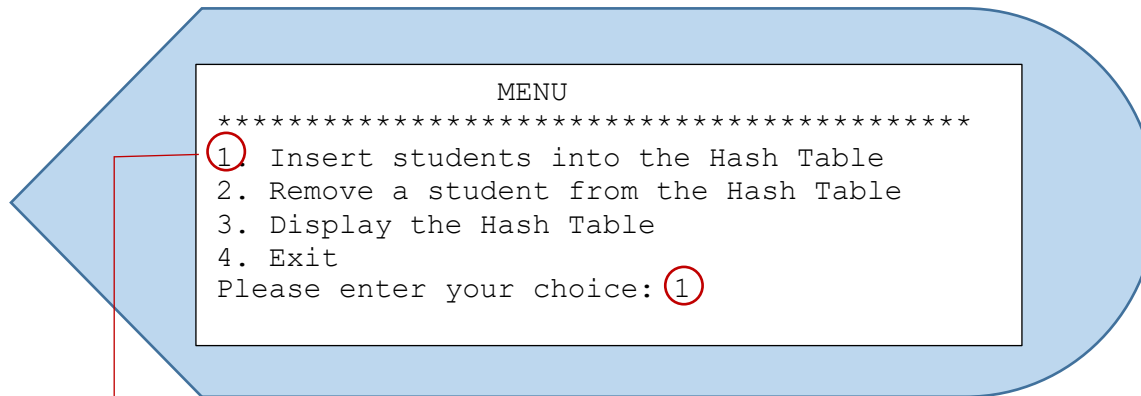 MENU
*******************************************
1. Insert students into the Hash Table
2. Remove a student from the Hash Table
3. Display the Hash Table
4. Exit
Please enter your choice: 1